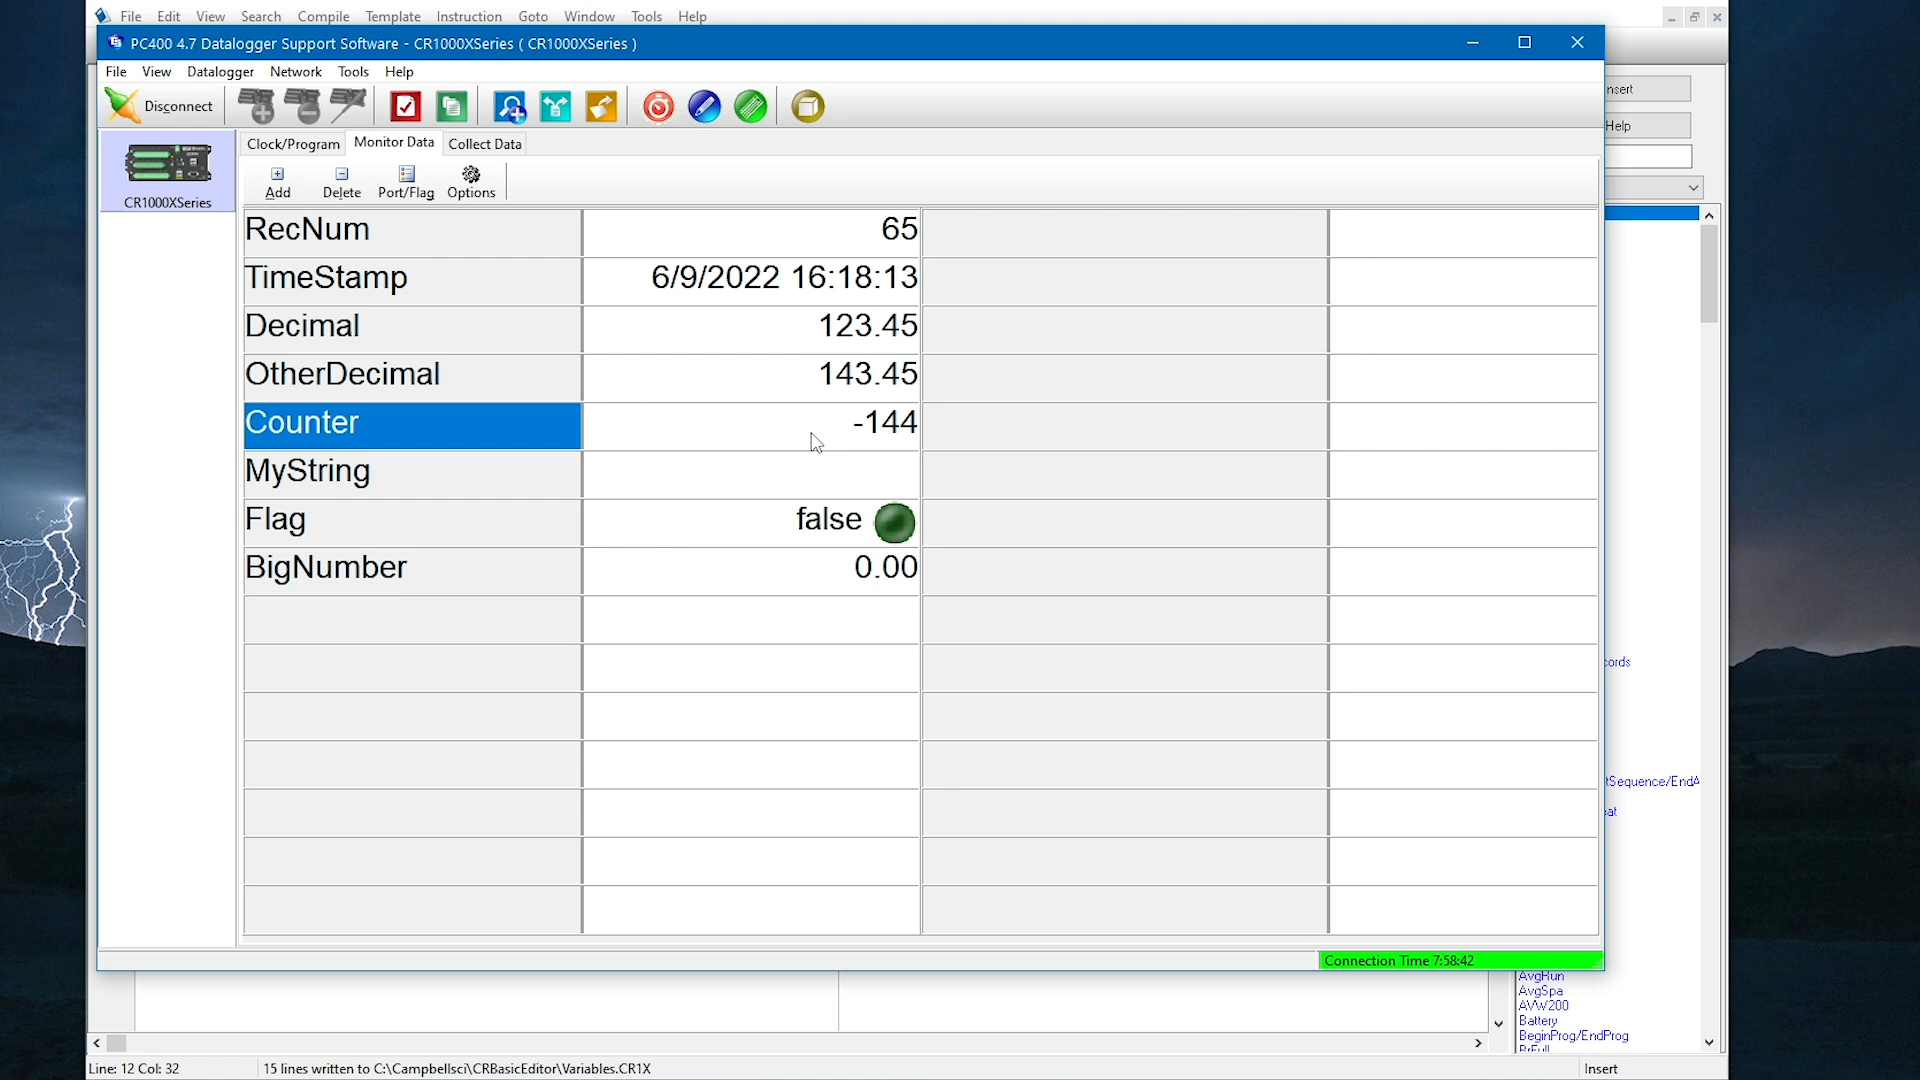 File Edit View Search Compile Template Instruction Goto Window Tools Help
PC400 4.7 Datalogger Support Software - CR1000XSeries ( CR1000XSeries )
File View Datalogger Network Tools Help
Disconnect
nsert
Help
CR1000XSeries
Clock/Program Monitor Data Collect Data
Add Delete Port/Flag Options
RecNum 65
TimeStamp 6/9/2022 16:18:13
Decimal 123.45
OtherDecimal 143.45
Counter -144
MyString
Flag false
BigNumber 0.00
cords
tSequence/EndA
eat
Connection Time 7:58:42
AvgRun
AvgSpa
AVW200
Battery
BeginProg/EndProg
BrFull
Line: 12 Col: 32 15 lines written to C:\Campbellsci\CRBasicEditor\Variables.CR1X Insert